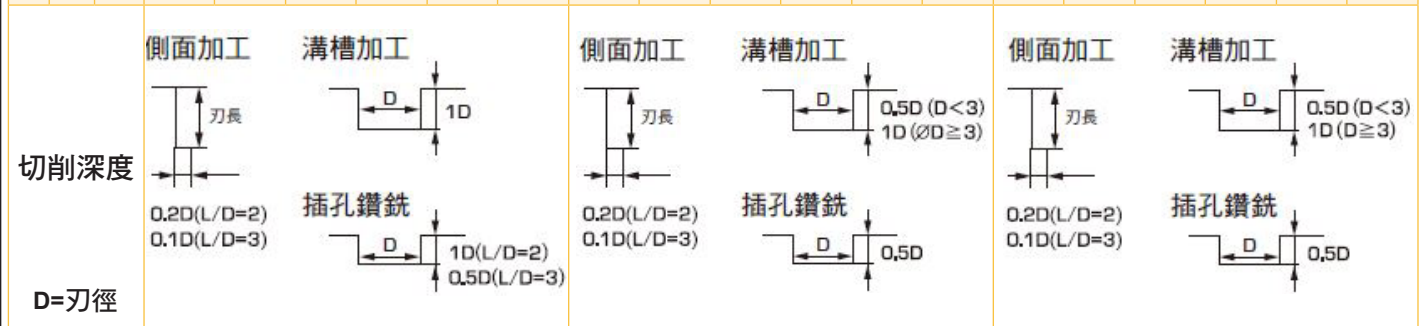 切削深度
D=刃徑
側面加工
刃長
0.2D(L/D=2)
0.1D(L/D=3)
溝槽加工
D
1D
插孔鑽銑
D
1D(L/D=2)
0.5D(L/D=3)
側面加工
刃長
0.2D(L/D=2)
0.1D(L/D=3)
溝槽加工
D
0.5D(D<3)
1D(ØD≧3)
插孔鑽銑
D
0.5D
側面加工
刃長
0.2D(L/D=2)
0.1D(L/D=3)
溝槽加工
D
0.5D(D<3)
1D(D≧3)
插孔鑽銑
D
0.5D